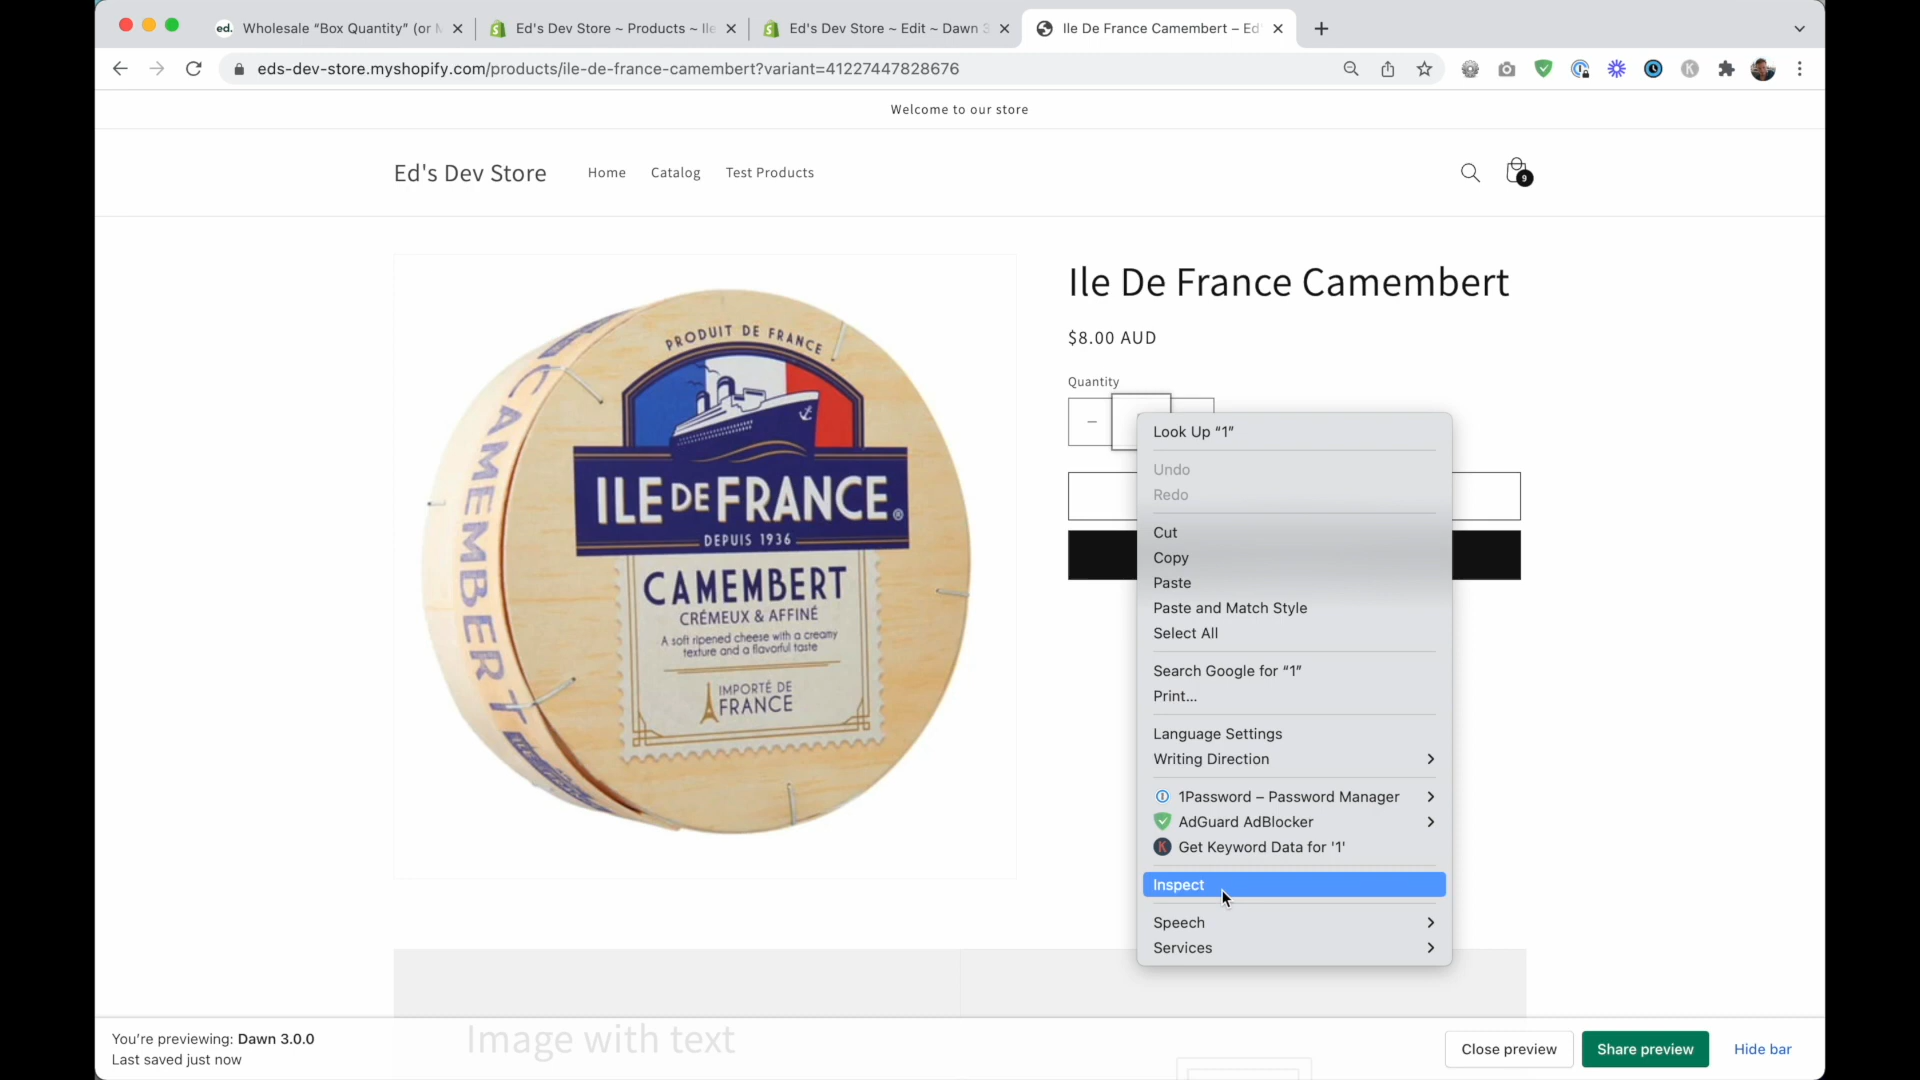 ed. Wholesale “Box Quantity” (or M
Ed's Dev Store ~ Products ~ Ile
Ed's Dev Store ~ Edit ~ Dawn 3
Ile De France Camembert – Ed
eds-dev-store.myshopify.com/products/ile-de-france-camembert?variant=41227447828676
Welcome to our store
Ed's Dev Store
Home
Catalog
Test Products
9
PRODUIT DE FRANCE
CAMEMBERT
ILE DE FRANCE®
DEPUIS 1936
CAMEMBERT
CRÉMEUX & AFFINÉ
A soft ripened cheese with a creamy
texture and a flavorful taste
IMPORTÉ DE
FRANCE
Ile De France Camembert
$8.00 AUD
Quantity
−
Look Up “1”
Undo
Redo
Cut
Copy
Paste
Paste and Match Style
Select All
Search Google for “1”
Print...
Language Settings
Writing Direction
1Password – Password Manager
AdGuard AdBlocker
K Get Keyword Data for '1'
Inspect
Speech
Services
Image with text
You’re previewing: Dawn 3.0.0
Last saved just now
Close preview
Share preview
Hide bar